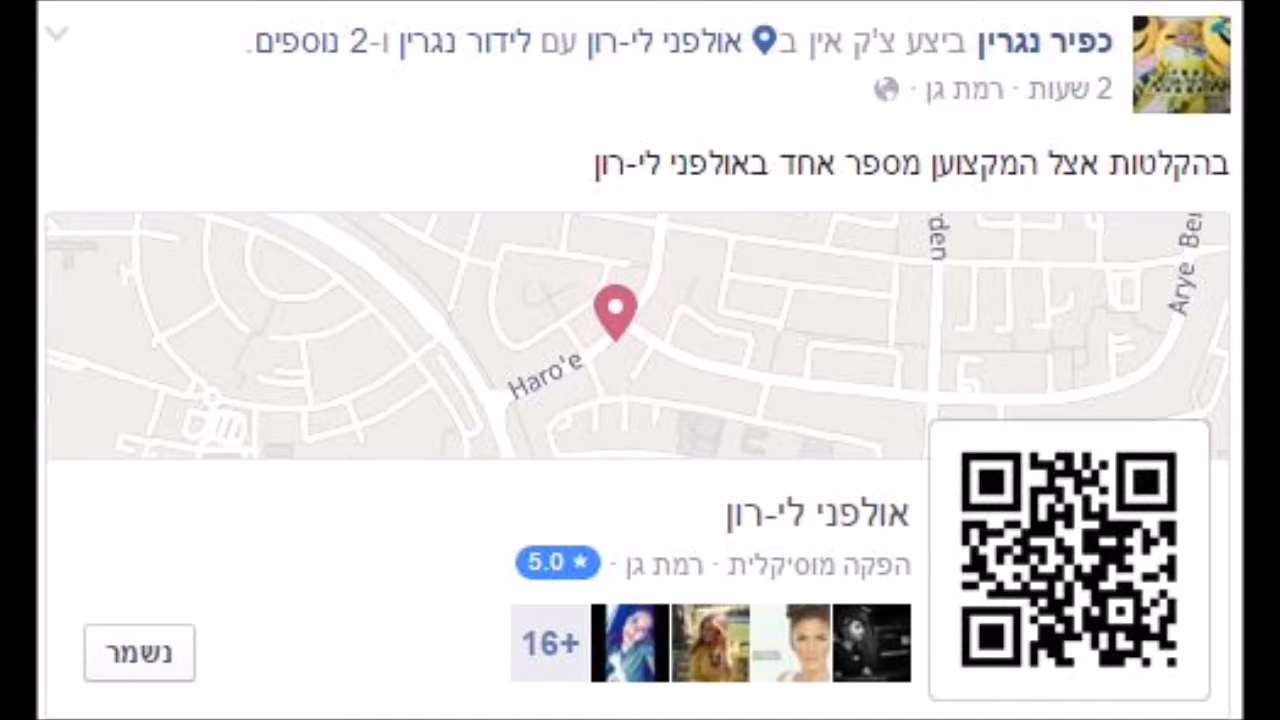 כפיר נגרין ביצע צ'ק אין ב אולפני לי-רון עם לידור נגרין ו-2 נוספים.
2 שעות · רמת גן ·
בהקלטות אצל המקצוען מספר אחד באולפני לי-רון
rden
Arye Ben
Haro'e
אולפני לי-רון
הפקה מוסיקלית · רמת גן · 5.0 ★
16+
נשמר